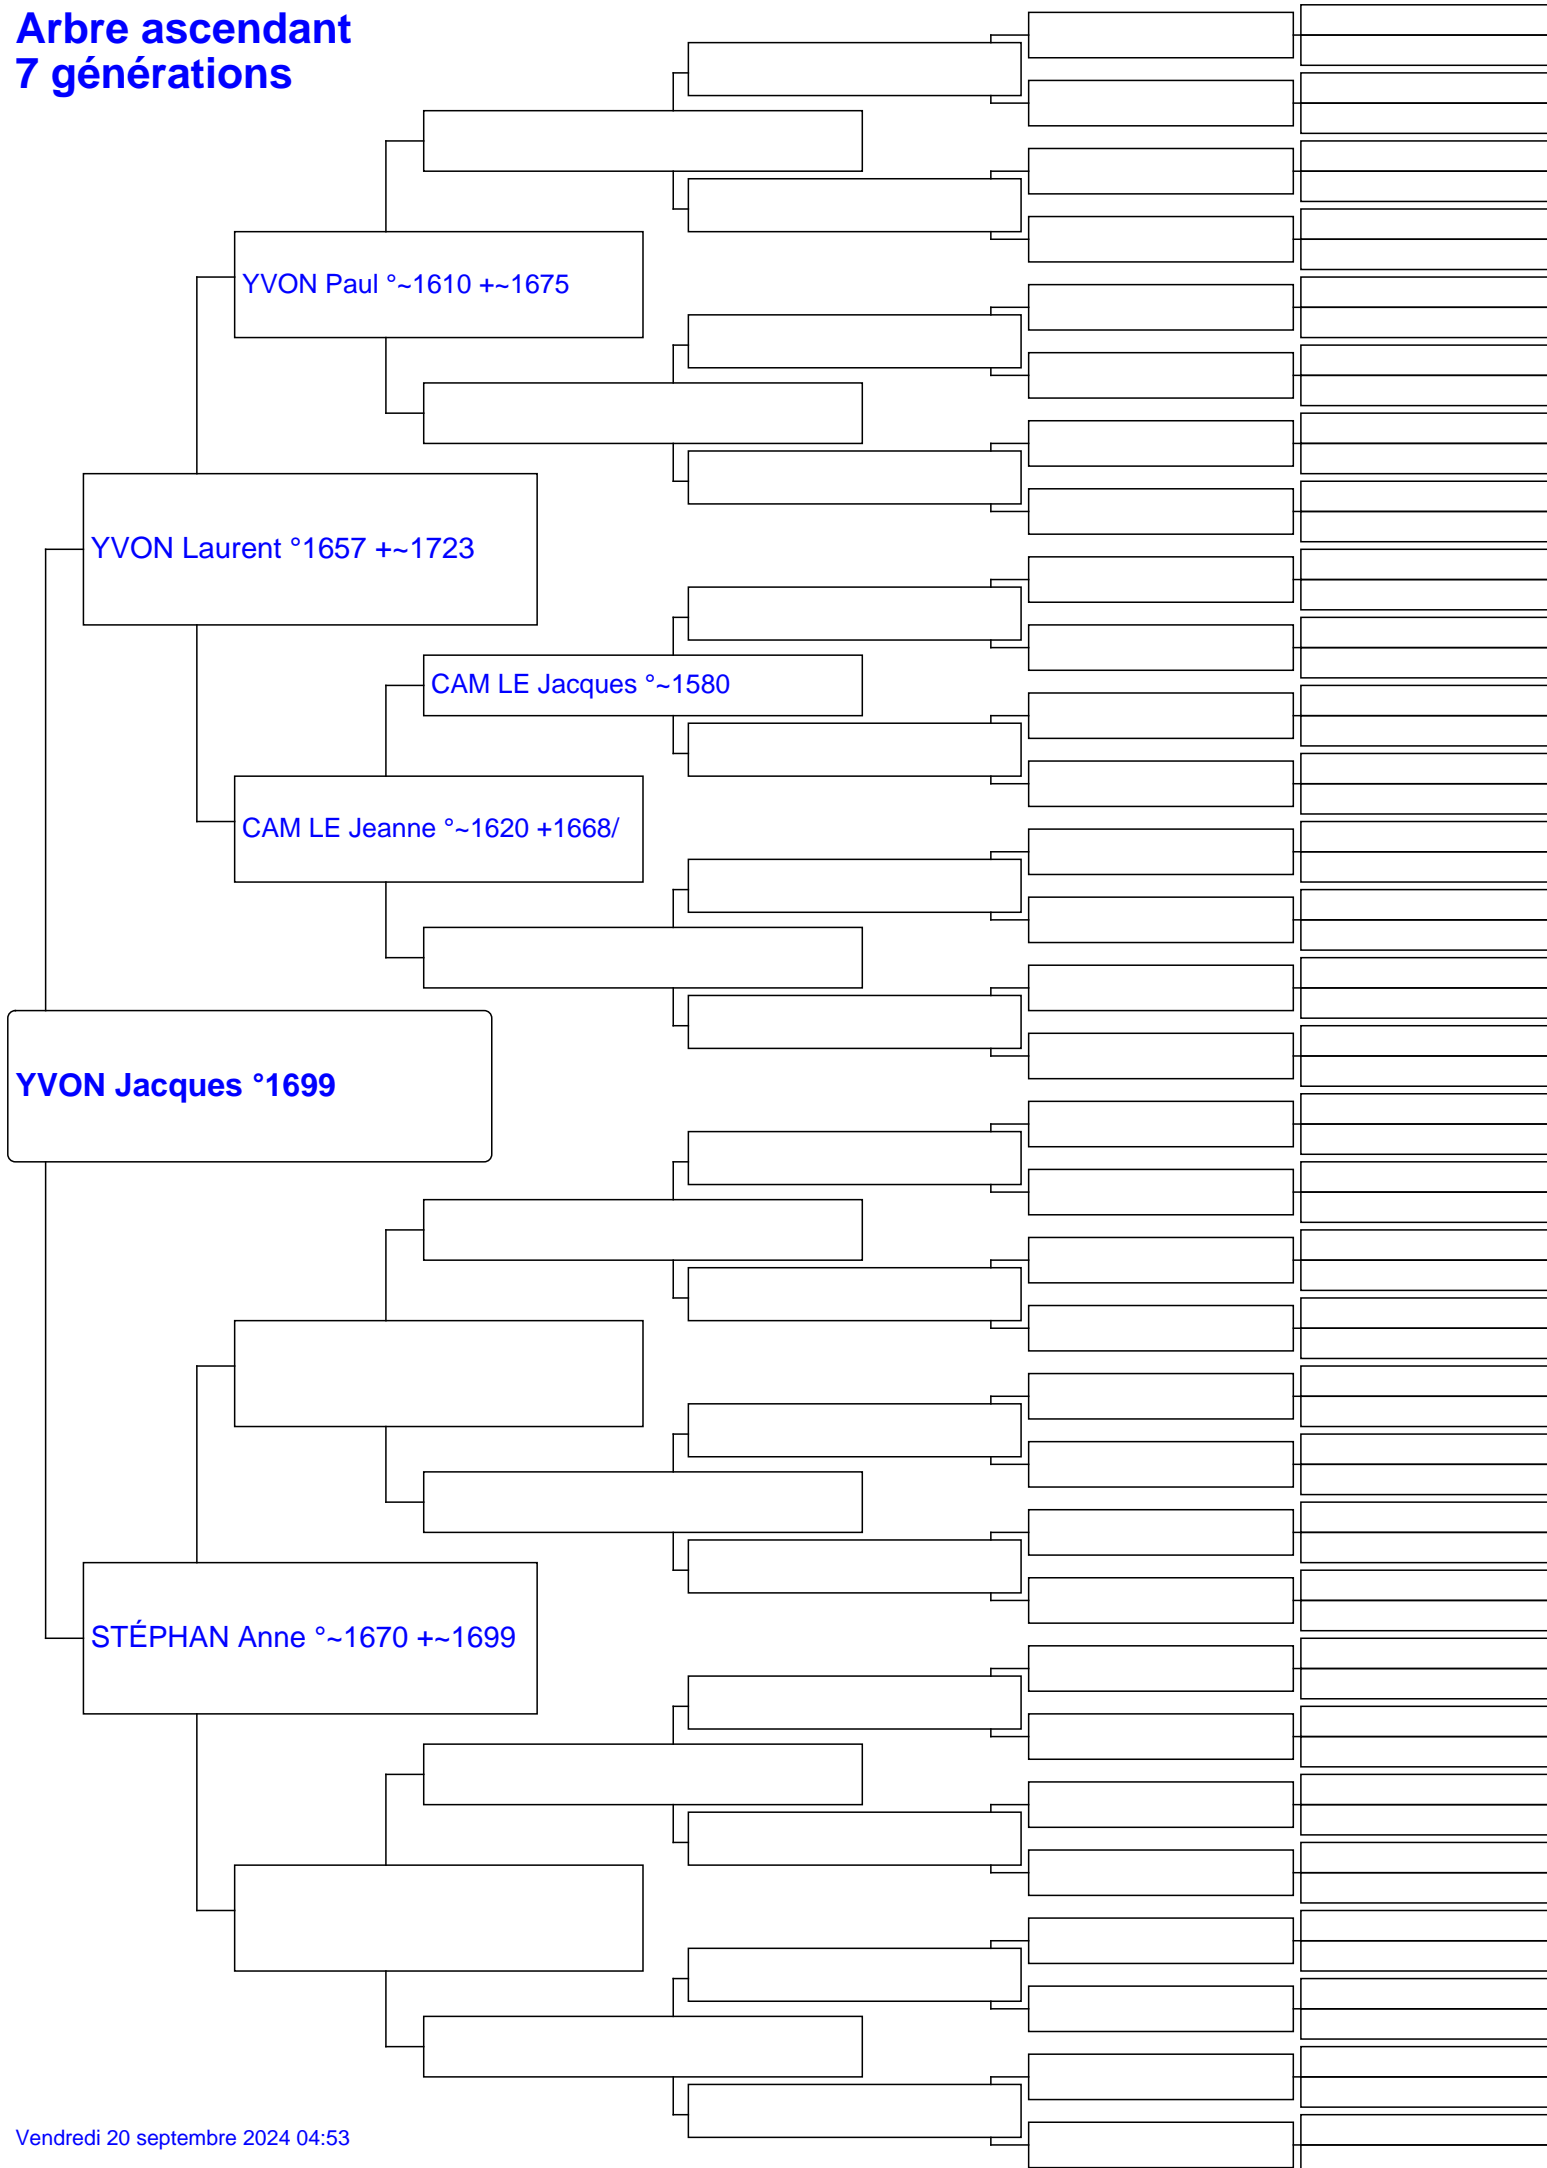 Arbre ascendant
7 générations
YVON Paul °~1610 +~1675
YVON Laurent °1657 +~1723
CAM LE Jacques °~1580
CAM LE Jeanne °~1620 +1668/
YVON Jacques °1699
STÉPHAN Anne °~1670 +~1699
Vendredi 20 septembre 2024 04:53